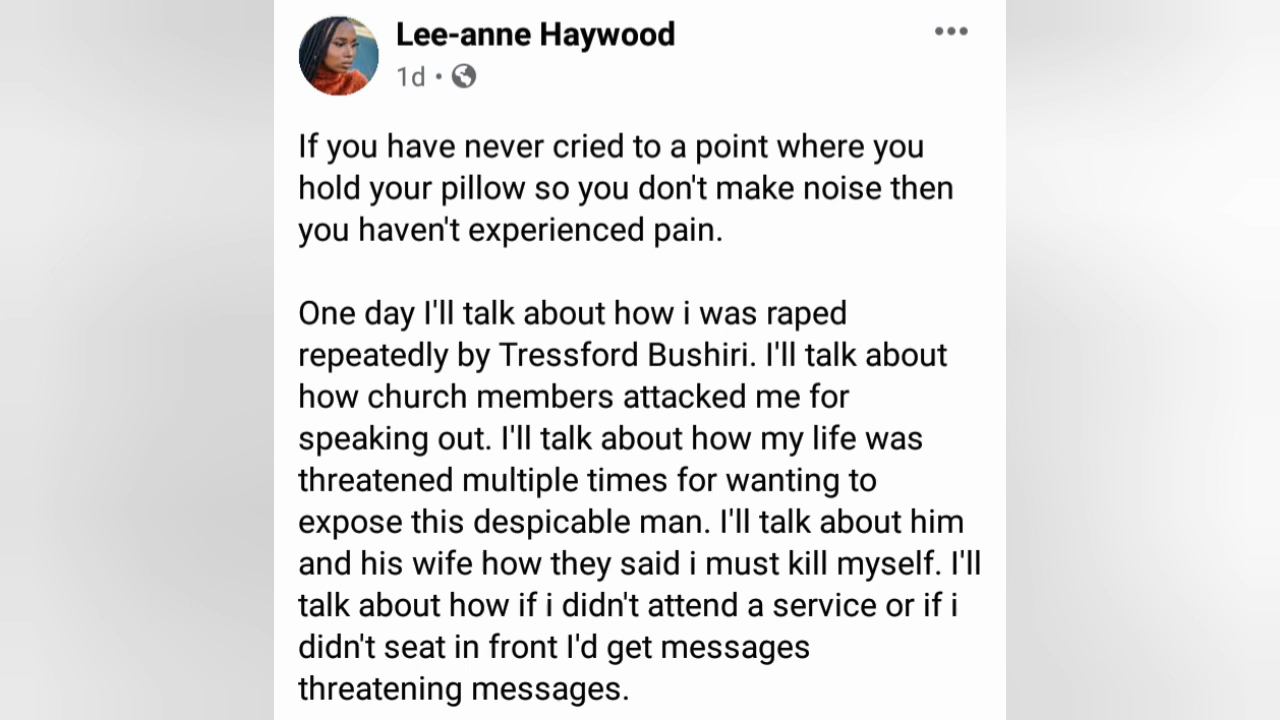 Lee-anne Haywood
1d •
If you have never cried to a point where you
hold your pillow so you don't make noise then
you haven't experienced pain.
One day I'll talk about how i was raped
repeatedly by Tressford Bushiri. I'll talk about
how church members attacked me for
speaking out. I'll talk about how my life was
threatened multiple times for wanting to
expose this despicable man. I'll talk about him
and his wife how they said i must kill myself. I'll
talk about how if i didn't attend a service or if i
didn't seat in front I'd get messages
threatening messages.